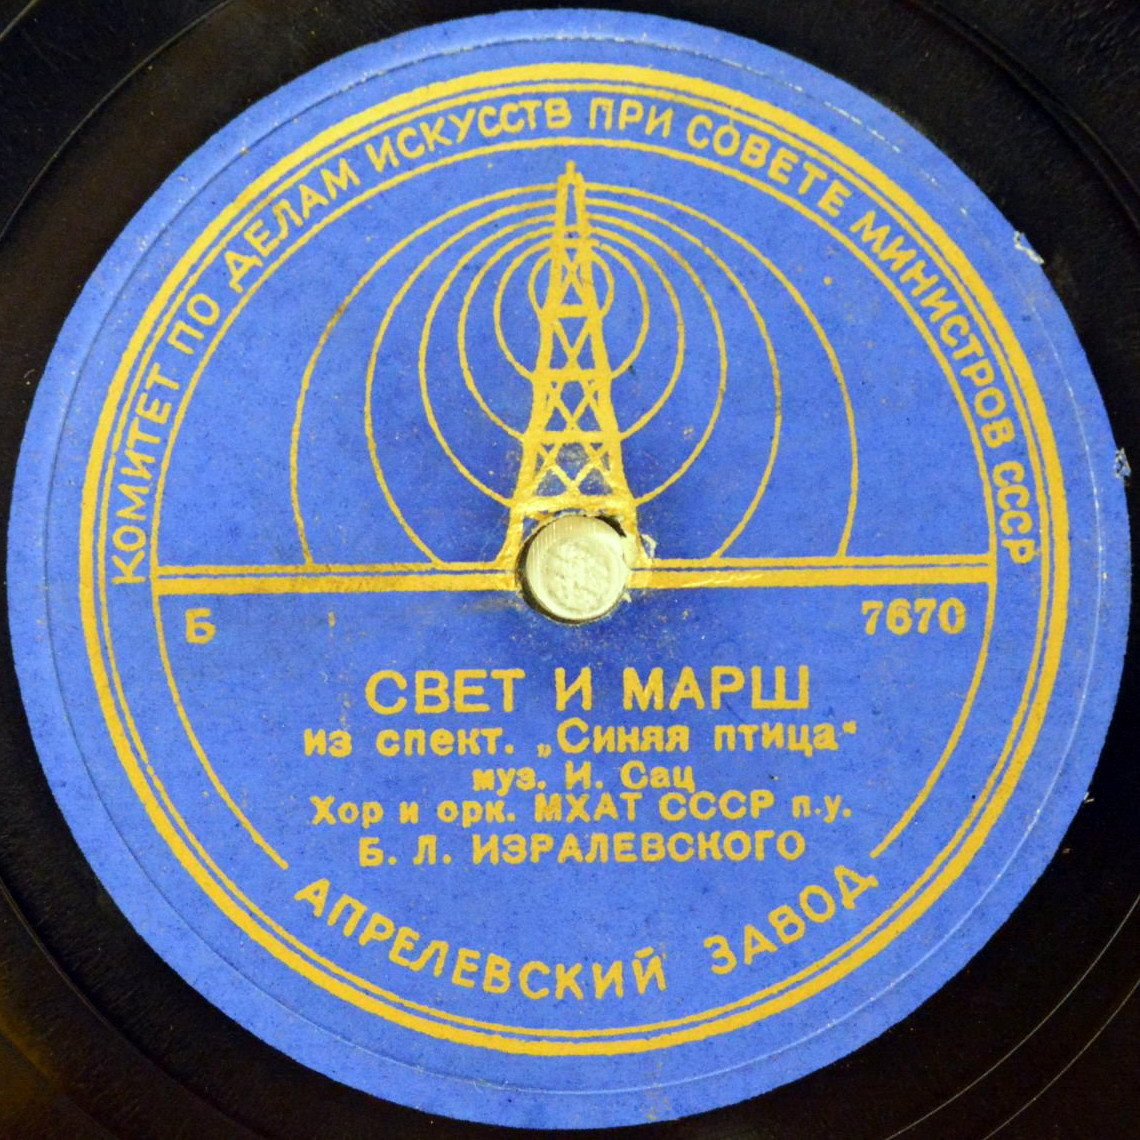 КОМИТЕТ ПО ДЕЛАМ ИСКУССТВ ПРИ СОВЕТЕ МИНИСТРОВ СССР
Б 7670
СВЕТ И МАРШ
из спект. „Синяя птица“
муз. И. Сац
Хор и орк. МХАТ СССР п.у.
Б. Л. ИЗРАЛЕВСКОГО
АПРЕЛЕВСКИЙ ЗАВОД